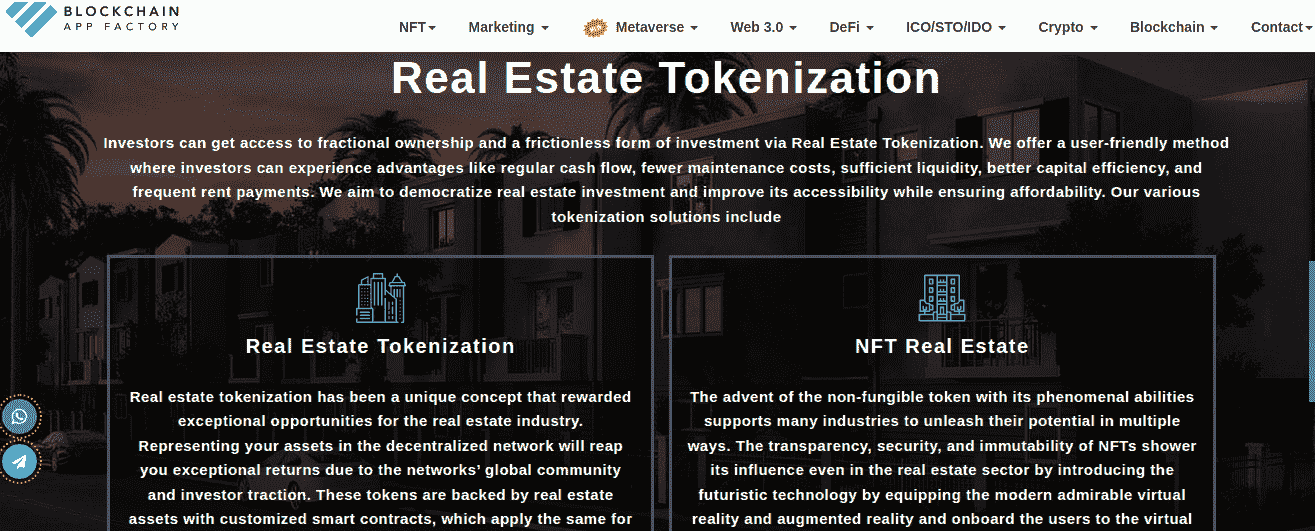 BLOCKCHAIN
APP FACTORY
NFT
Marketing
Metaverse
Web 3.0
DeFi
ICO/STO/IDO
Crypto
Blockchain
Contact
Real Estate Tokenization
Investors can get access to fractional ownership and a frictionless form of investment via Real Estate Tokenization. We offer a user-friendly method
where investors can experience advantages like regular cash flow, fewer maintenance costs, sufficient liquidity, better capital efficiency, and
frequent rent payments. We aim to democratize real estate investment and improve its accessibility while ensuring affordability. Our various
tokenization solutions include
Real Estate Tokenization
Real estate tokenization has been a unique concept that rewarded
exceptional opportunities for the real estate industry.
Representing your assets in the decentralized network will reap
you exceptional returns due to the networks’ global community
and investor traction. These tokens are backed by real estate
assets with customized smart contracts, which apply the same for
NFT Real Estate
The advent of the non-fungible token with its phenomenal abilities
supports many industries to unleash their potential in multiple
ways. The transparency, security, and immutability of NFTs shower
its influence even in the real estate sector by introducing the
futuristic technology by equipping the modern admirable virtual
reality and augmented reality and onboard the users to the virtual